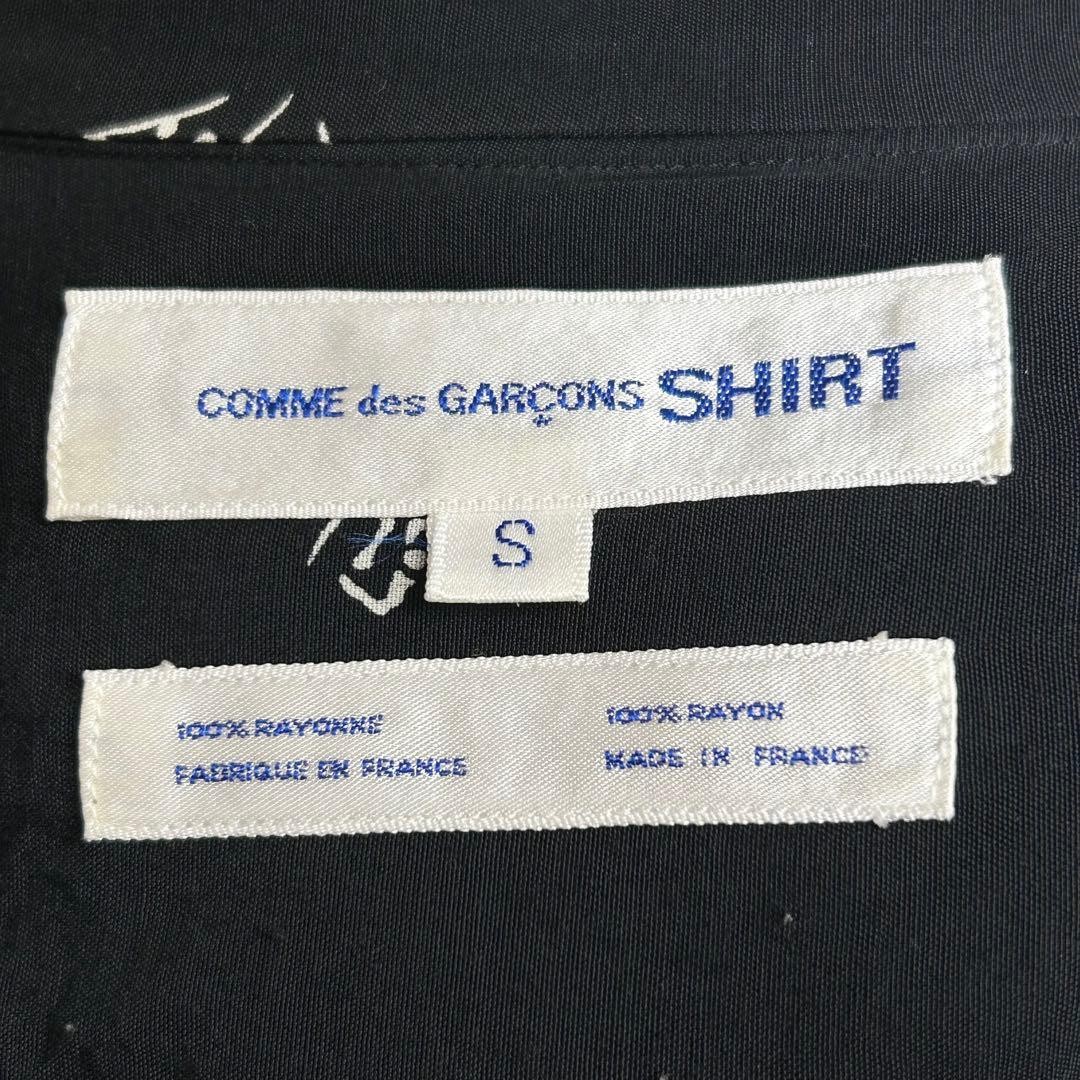 COMME des GARÇONS SHIRT
S
100% RAYONNE
FABRIQUE EN FRANCE
100% RAYON
MADE IN FRANCE